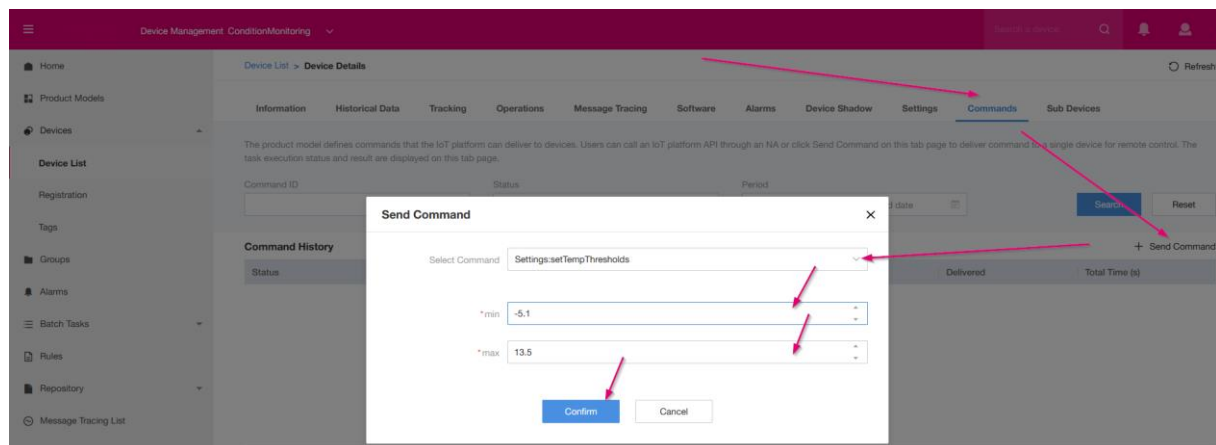 Device Management ConditionMonitoring
Search a device
Home
Device List > Device Details
Refresh
Product Models
Information Historical Data Tracking Operations Message Tracing Software Alarms Device Shadow Settings Commands Sub Devices
Devices
The product model defines commands that the IoT platform can deliver to devices. Users can call an IoT platform API through an NA or click Send Command on this tab page to deliver command to a single device for remote control. The
task execution status and result are displayed on this tab page.
Device List
Command ID Status Period
Registration
d date Search Reset
Tags
Send Command
Command History
+ Send Command
Groups
Select Command Settings:setTempThresholds
Status Delivered Total Time (s)
Alarms
*min -5.1
Batch Tasks
*max 13.5
Rules
Repository
Confirm Cancel
Message Tracing List